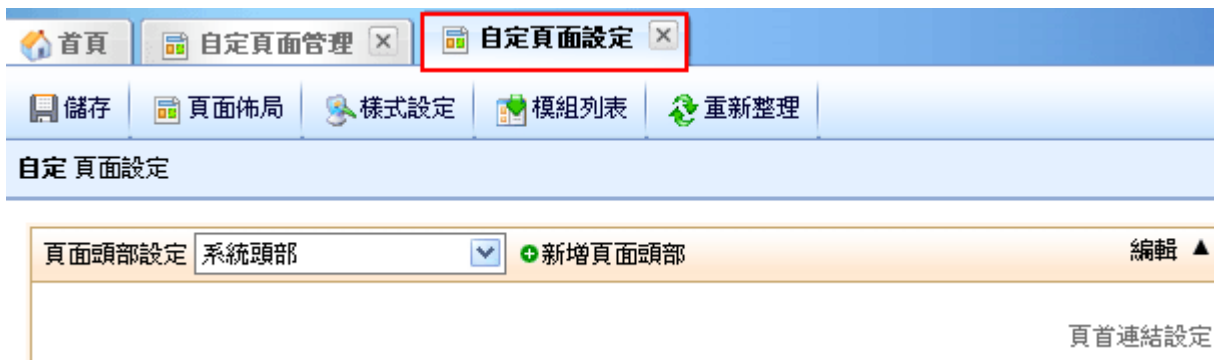 首頁 自定頁面管理 自定頁面設定
儲存 頁面佈局 樣式設定 模組列表 重新整理
自定 頁面設定
頁面頭部設定 系統頭部 新增頁面頭部 編輯 ▲
頁首連結設定